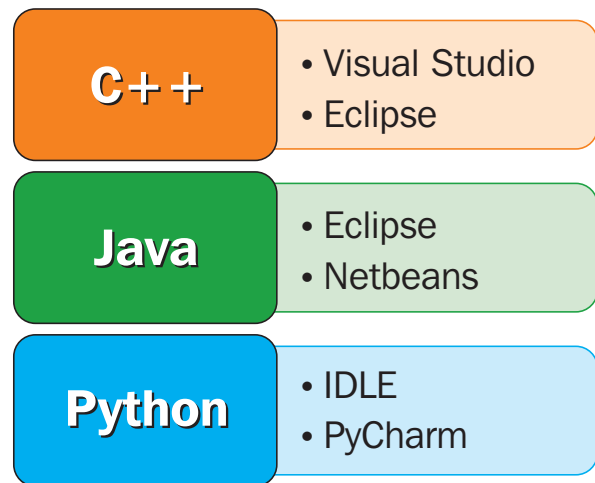 C++
• Visual Studio
• Eclipse
Java
• Eclipse
• Netbeans
Python
• IDLE
• PyCharm